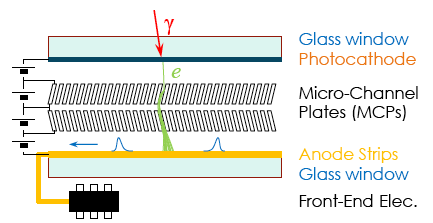 γ
Glass window
Photocathode
e
Micro-Channel
Plates (MCPs)
Anode Strips
Glass window
Front-End Elec.